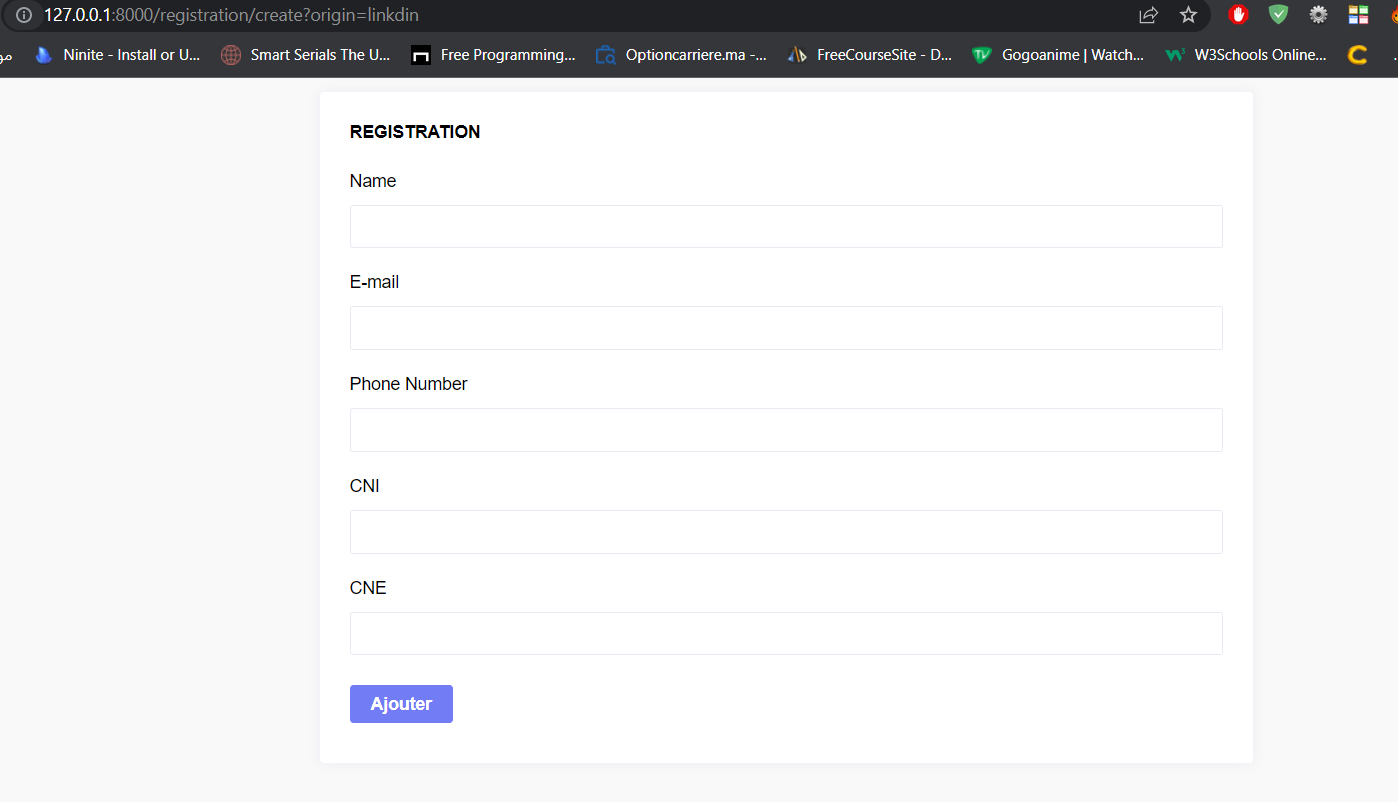 127.0.0.1:8000/registration/create?origin=linkdin
مو Ninite - Install or U... Smart Serials The U... Free Programming... Optioncarriere.ma -... FreeCourseSite - D... Gogoanime | Watch... W3Schools Online...
REGISTRATION
Name
E-mail
Phone Number
CNI
CNE
Ajouter